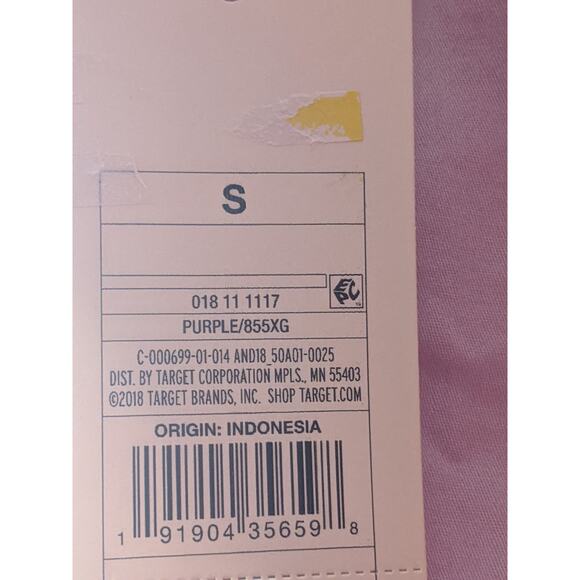 S
EPC
018 11 1117
PURPLE/855XG
C-000699-01-014 AND18_50A01-0025
DIST. BY TARGET CORPORATION MPLS., MN 55403
©2018 TARGET BRANDS, INC. SHOP TARGET.COM
ORIGIN: INDONESIA
1 91904 35659 8